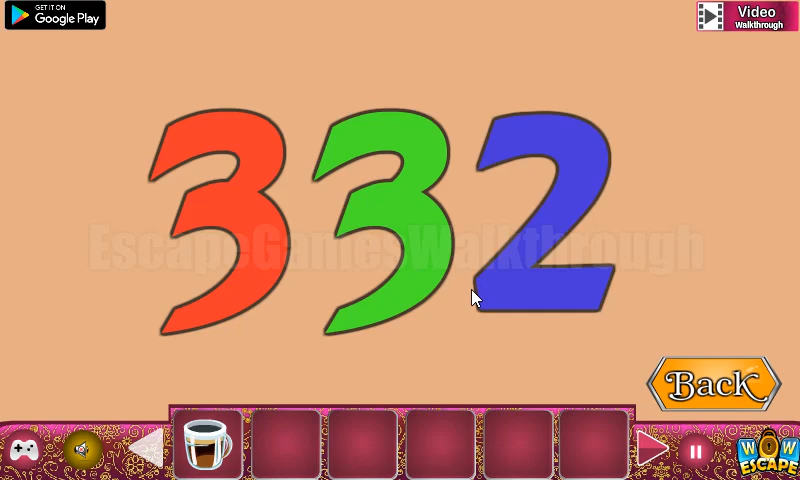 GET IT ON
Google Play
Video
Walkthrough
332
EscapeGamesWalkthrough
Back
WOW
ESCAPE